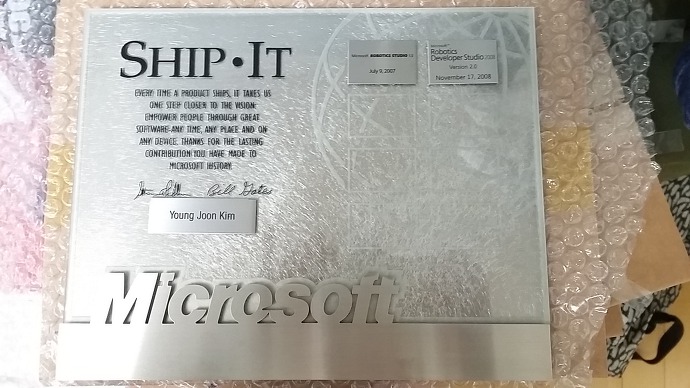 SHIP•IT
EVERY TIME A PRODUCT SHIPS, IT TAKES US
ONE STEP CLOSER TO THE VISION:
EMPOWER PEOPLE THROUGH GREAT
SOFTWARE-ANY TIME, ANY PLACE AND ON
ANY DEVICE. THANKS FOR THE LASTING
CONTRIBUTION YOU HAVE MADE TO
MICROSOFT HISTORY.
Bill Gates
Young Joon Kim
Microsoft ROBOTICS STUDIO
July 9, 2007
Microsoft
Robotics
Developer Studio 2008
Version 2.0
November 17, 2008
Microsoft